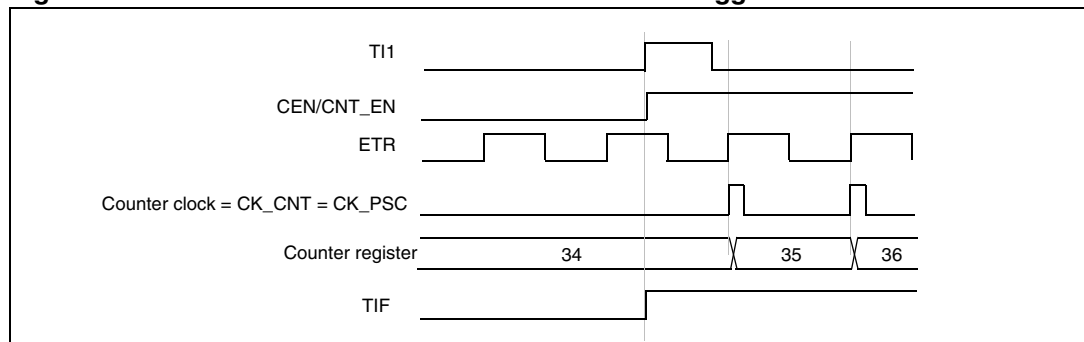 TI1
CEN/CNT_EN
ETR
Counter clock = CK_CNT = CK_PSC
Counter register
34
35
36
TIF